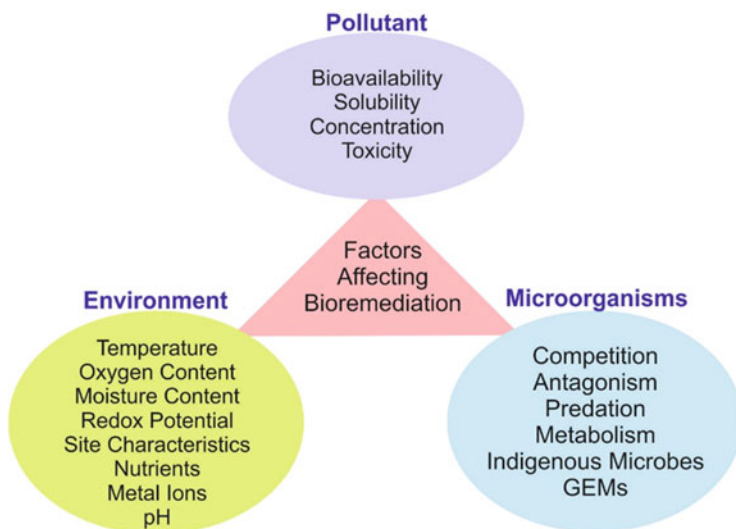 Pollutant
Bioavailability
Solubility
Concentration
Toxicity
Factors
Affecting
Bioremediation
Environment
Temperature
Oxygen Content
Moisture Content
Redox Potential
Site Characteristics
Nutrients
Metal Ions
pH
Microorganisms
Competition
Antagonism
Predation
Metabolism
Indigenous Microbes
GEMs